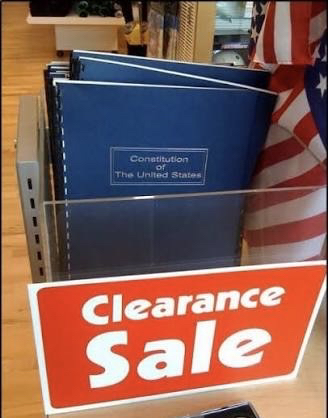 Constitution
of
The United States
Clearance
Sale